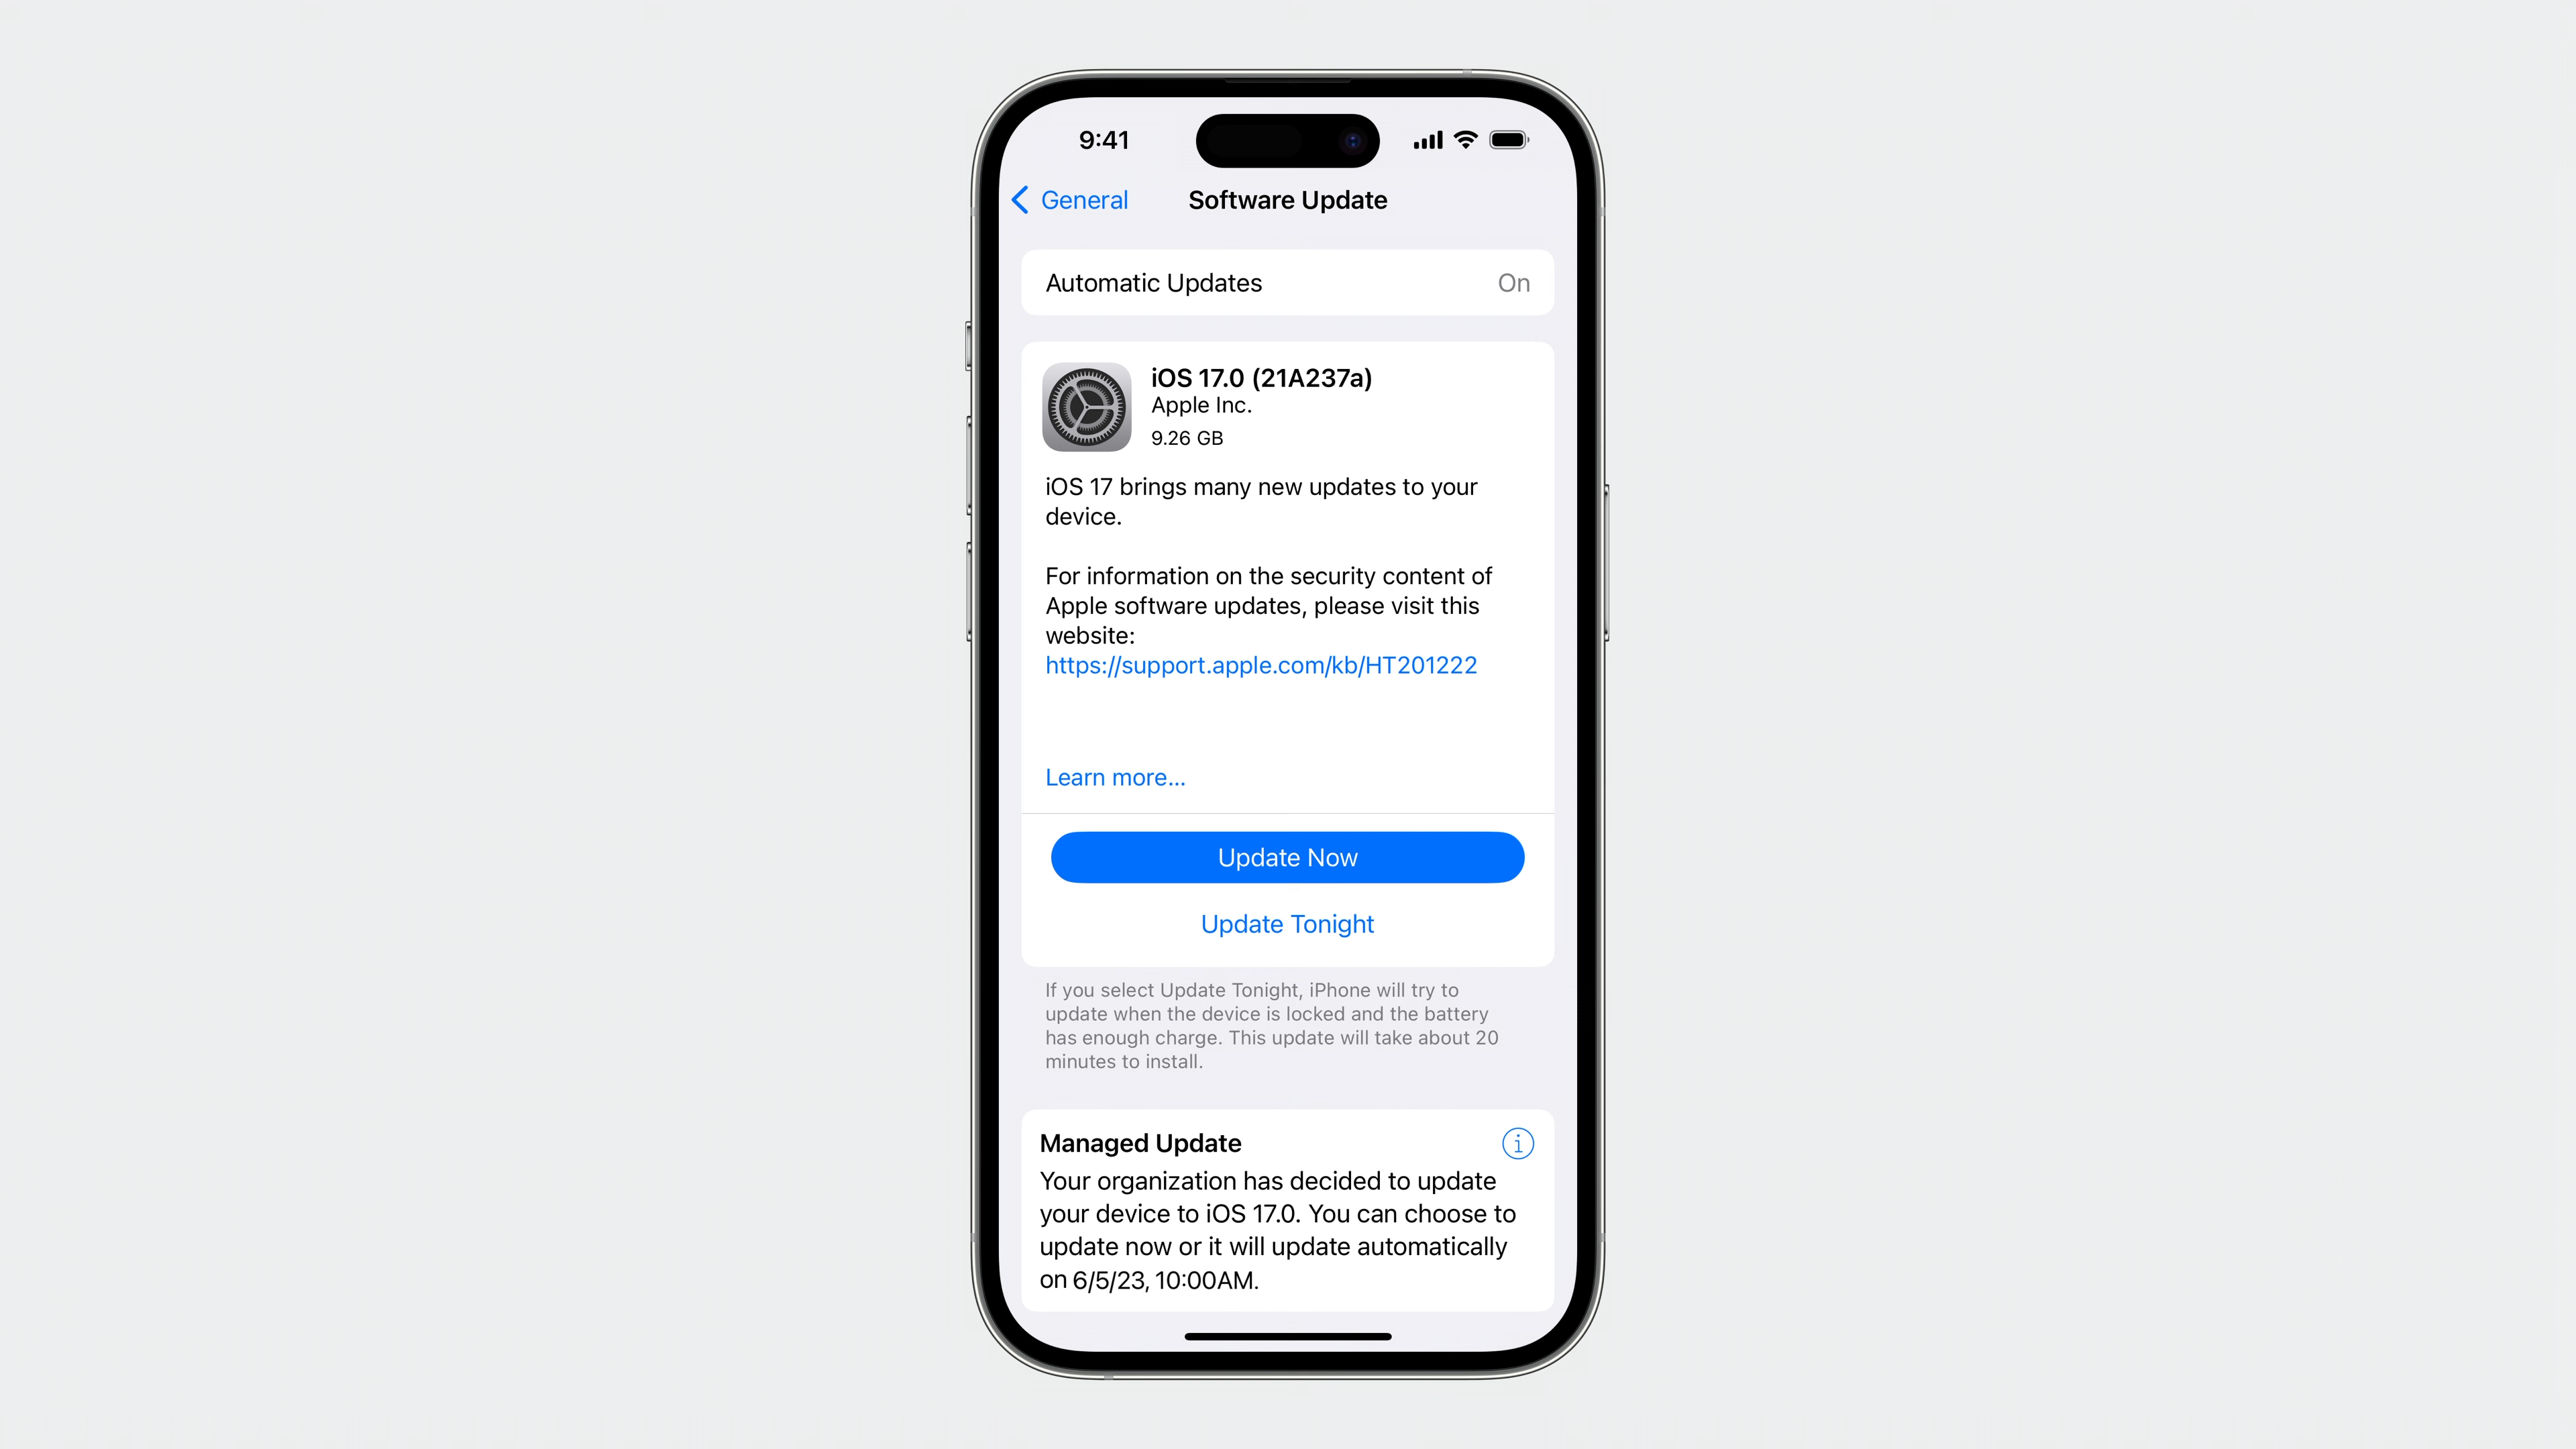 9:41
General
Software Update
Automatic Updates
On
iOS 17.0 (21A237a)
Apple Inc.
9.26 GB
iOS 17 brings many new updates to your
device.
For information on the security content of
Apple software updates, please visit this
website:
https://support.apple.com/kb/HT201222
Learn more...
Update Now
Update Tonight
If you select Update Tonight, iPhone will try to
update when the device is locked and the battery
has enough charge. This update will take about 20
minutes to install.
Managed Update
Your organization has decided to update
your device to iOS 17.0. You can choose to
update now or it will update automatically
on 6/5/23, 10:00AM.